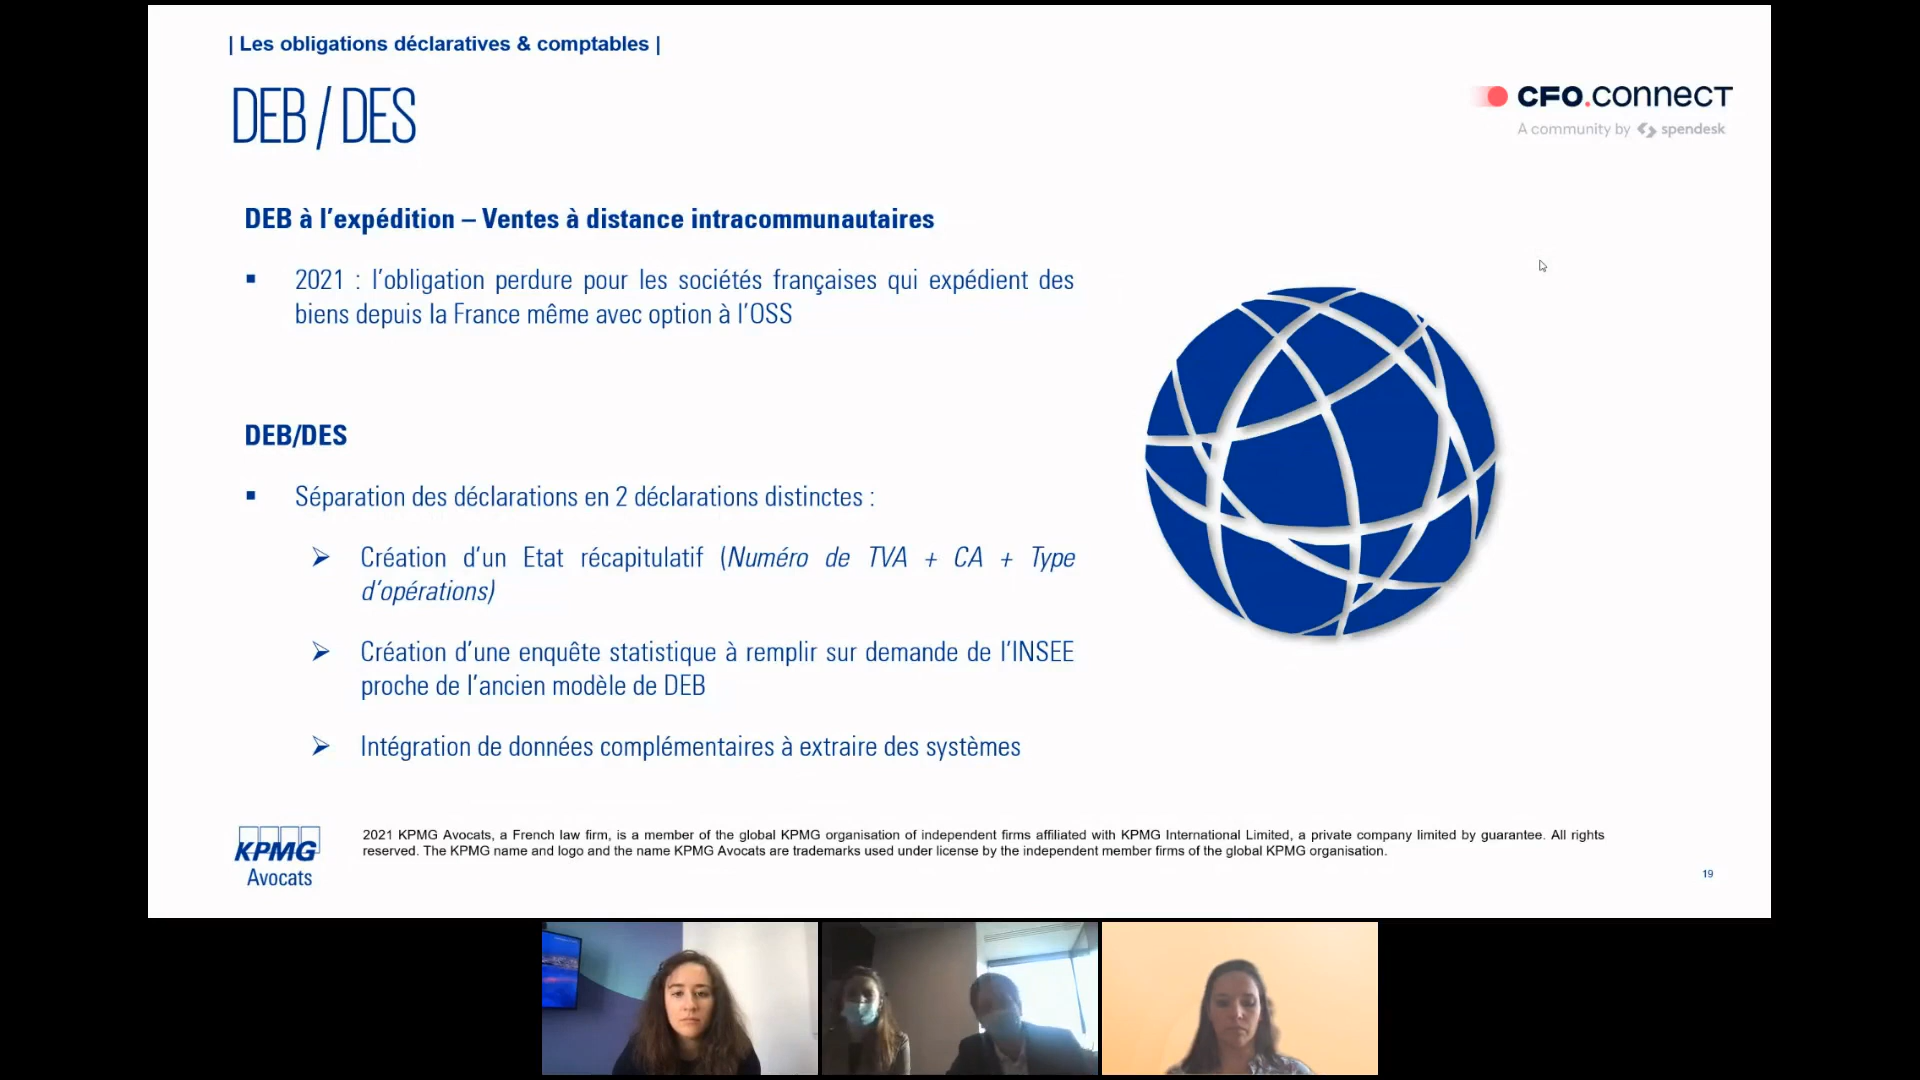 | Les obligations déclaratives & comptables |
DEB / DES
CFO.connect
A community by spendesk
DEB à l’expédition – Ventes à distance intracommunautaires
▪ 2021 : l’obligation perdure pour les sociétés françaises qui expédient des
biens depuis la France même avec option à l’OSS
DEB/DES
▪ Séparation des déclarations en 2 déclarations distinctes :
➢ Création d’un Etat récapitulatif (Numéro de TVA + CA + Type
d’opérations)
➢ Création d’une enquête statistique à remplir sur demande de l’INSEE
proche de l’ancien modèle de DEB
➢ Intégration de données complémentaires à extraire des systèmes
KPMG
Avocats
2021 KPMG Avocats, a French law firm, is a member of the global KPMG organisation of independent firms affiliated with KPMG International Limited, a private company limited by guarantee. All rights
reserved. The KPMG name and logo and the name KPMG Avocats are trademarks used under license by the independent member firms of the global KPMG organisation.
19